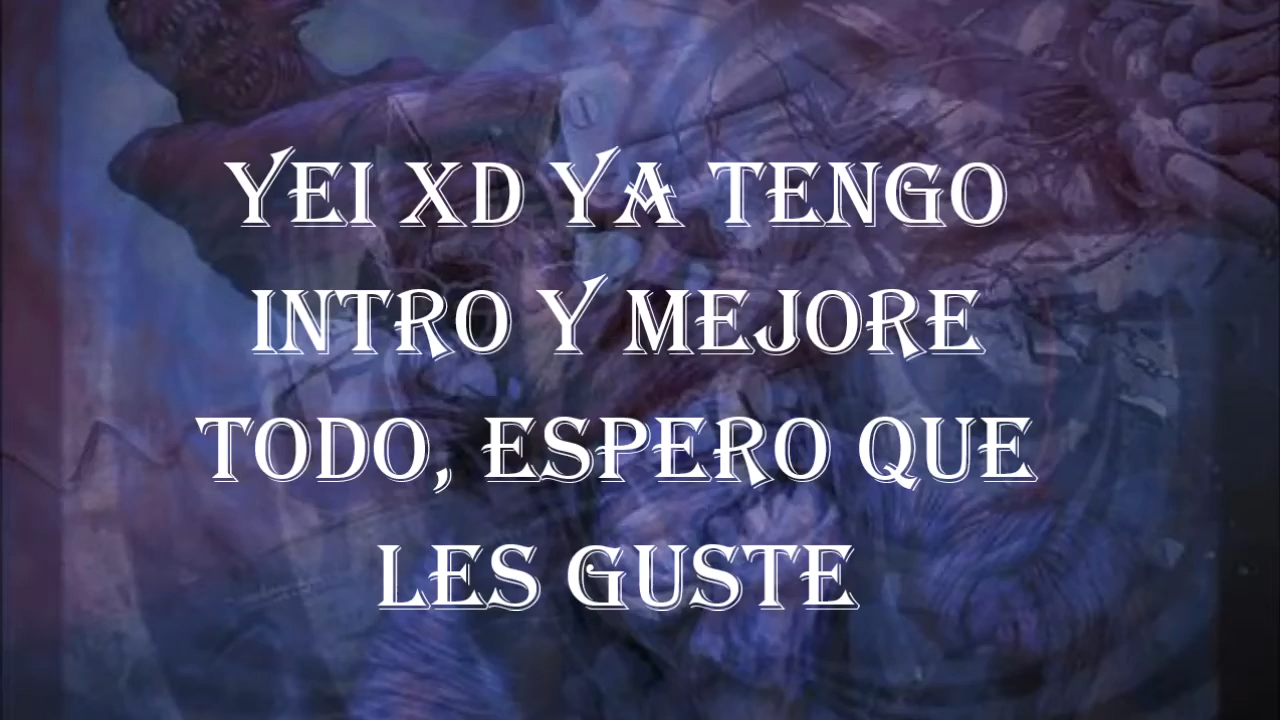 YEI XD YA TENGO
INTRO Y MEJORE
TODO, ESPERO QUE
LES GUSTE